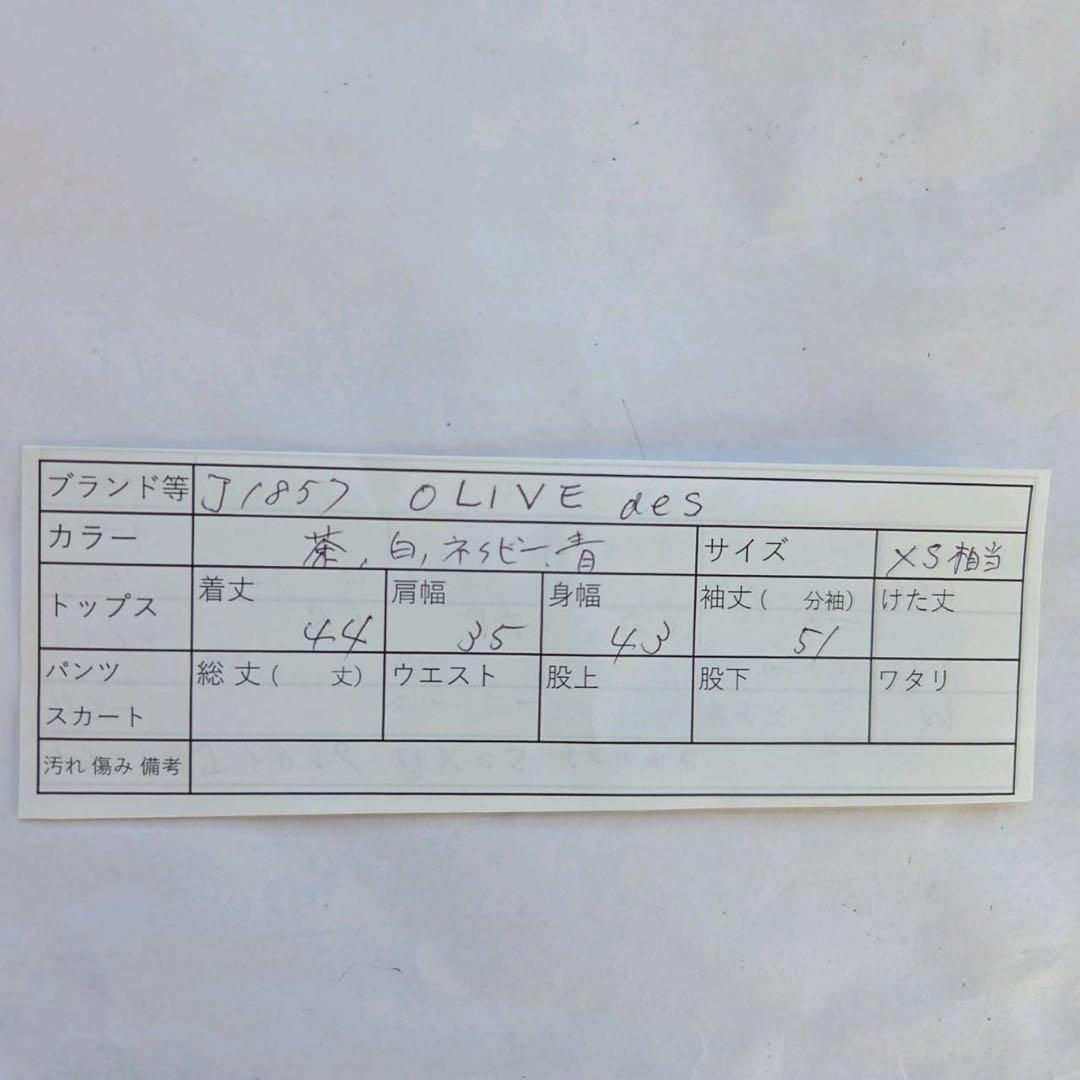 ブランド等 J1857 OLIVE des
カラー 茶、白、ネイビー、青 サイズ XS相当
トップス 着丈 44 肩幅 35 身幅 43 袖丈( 分袖) 51 けた丈
パンツ スカート 総丈( 丈) ウエスト 股上 股下 ワタリ
汚れ 傷み 備考